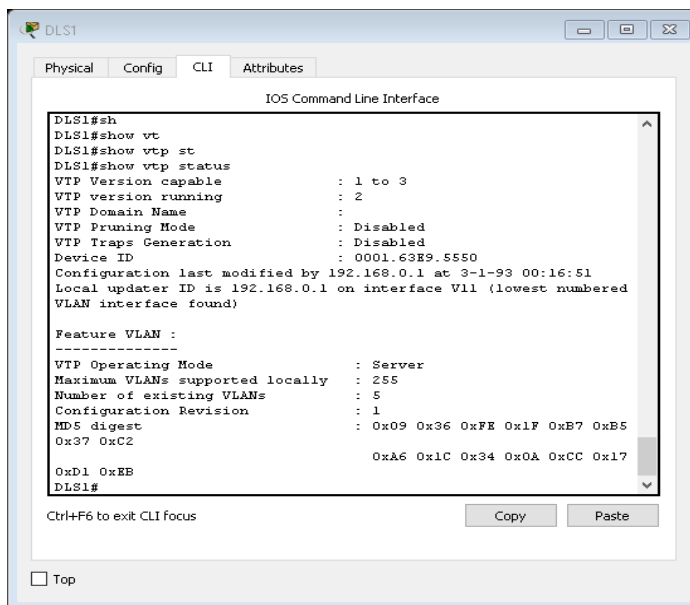 DLS1
Physical Config CLI Attributes
IOS Command Line Interface
DLS1#sh
DLS1#show vt
DLS1#show vtp st
DLS1#show vtp status
VTP Version capable : 1 to 3
VTP version running : 2
VTP Domain Name :
VTP Pruning Mode : Disabled
VTP Traps Generation : Disabled
Device ID : 0001.63E9.5550
Configuration last modified by 192.168.0.1 at 3-1-93 00:16:51
Local updater ID is 192.168.0.1 on interface Vl1 (lowest numbered
VLAN interface found)
Feature VLAN :
--------------
VTP Operating Mode : Server
Maximum VLANs supported locally : 255
Number of existing VLANs : 5
Configuration Revision : 1
MD5 digest : 0x09 0x36 0xFE 0x1F 0xB7 0xB5
0x37 0xC2
0xA6 0x1C 0x34 0x0A 0xCC 0x17
0xD1 0xEB
DLS1#
Ctrl+F6 to exit CLI focus Copy Paste
Top